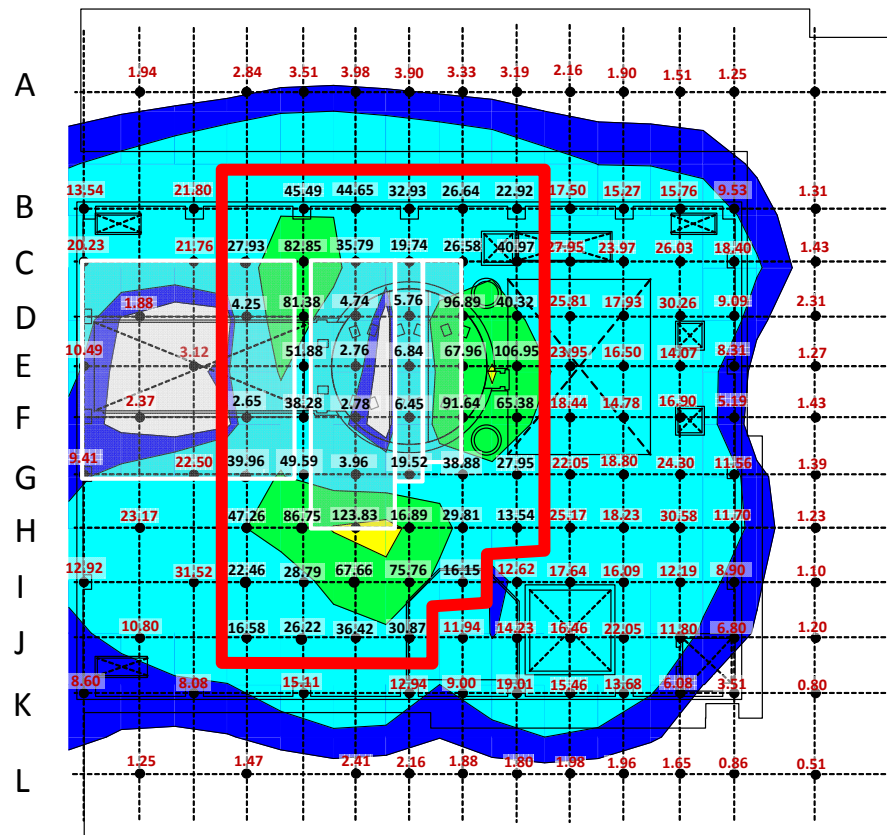 A 1.94 2.84 3.51 3.98 3.90 3.33 3.19 2.16 1.90 1.51 1.25
B 13.54 21.80 45.49 44.65 32.93 26.64 22.92 17.50 15.27 15.76 9.53 1.31
C 20.23 21.76 27.93 82.85 35.79 19.74 26.58 40.97 27.95 23.97 26.03 18.40 1.43
D 1.88 4.25 81.38 4.74 5.76 96.89 40.32 25.81 17.93 30.26 9.09 2.31
E 10.49 3.12 51.88 2.76 6.84 67.96 106.95 23.95 16.50 14.07 8.31 1.27
F 2.37 2.65 38.28 2.78 6.45 91.64 65.38 18.44 14.78 16.90 5.19 1.43
G 9.41 22.50 39.96 49.59 3.96 19.52 38.88 27.95 22.05 18.80 24.30 11.56 1.39
H 23.17 47.26 86.75 123.83 16.89 29.81 13.54 25.17 18.23 30.58 11.70 1.23
I 12.92 31.52 22.46 28.79 67.66 75.76 16.15 12.62 17.64 16.09 12.19 8.90 1.10
J 10.80 16.58 26.22 36.42 30.87 11.94 14.23 16.46 22.05 11.80 6.80 1.20
K 8.60 8.08 15.11 12.94 9.00 19.01 15.46 13.68 6.08 3.51 0.80
L 1.25 1.47 2.41 2.16 1.88 1.80 1.98 1.96 1.65 0.86 0.51